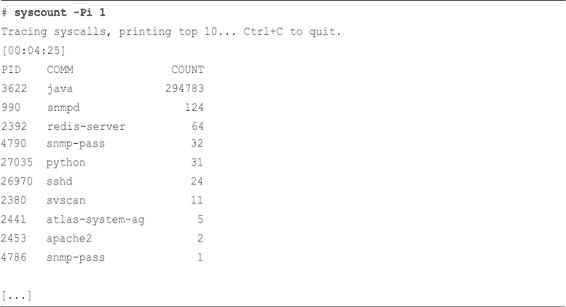 # syscount -Pi 1
Tracing syscalls, printing top 10... Ctrl+C to quit.
[00:04:25]
PID COMM COUNT
3622 java 294783
990 snmpd 124
2392 redis-server 64
4790 snmp-pass 32
27035 python 31
26970 sshd 24
2380 svscan 11
2441 atlas-system-ag 5
2453 apache2 2
4786 snmp-pass 1
[...]